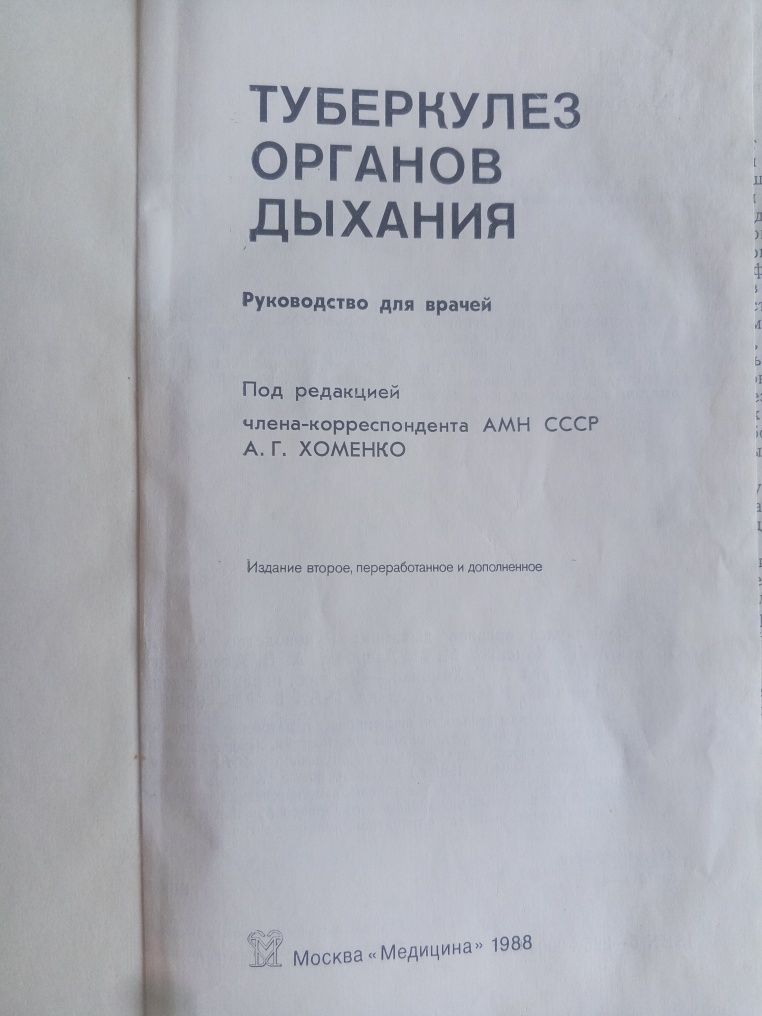 ТУБЕРКУЛЕЗ
ОРГАНОВ
ДЫХАНИЯ
Руководство для врачей
Под редакцией
члена-корреспондента АМН СССР
А. Г. ХОМЕНКО
Издание второе, переработанное и дополненное
Москва «Медицина» 1988